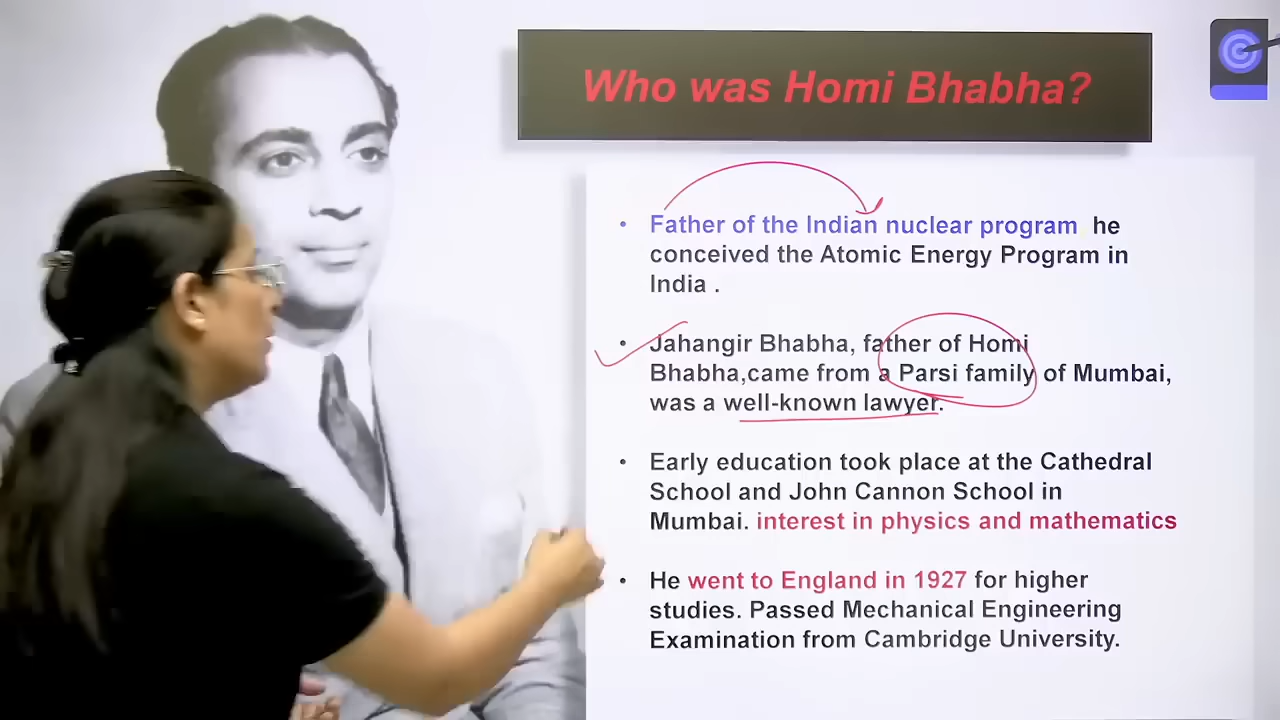 Who was Homi Bhabha?
• Father of the Indian nuclear program he
conceived the Atomic Energy Program in
India .
• Jahangir Bhabha, father of Homi
Bhabha,came from a Parsi family of Mumbai,
was a well-known lawyer.
• Early education took place at the Cathedral
School and John Cannon School in
Mumbai. interest in physics and mathematics
• He went to England in 1927 for higher
studies. Passed Mechanical Engineering
Examination from Cambridge University.